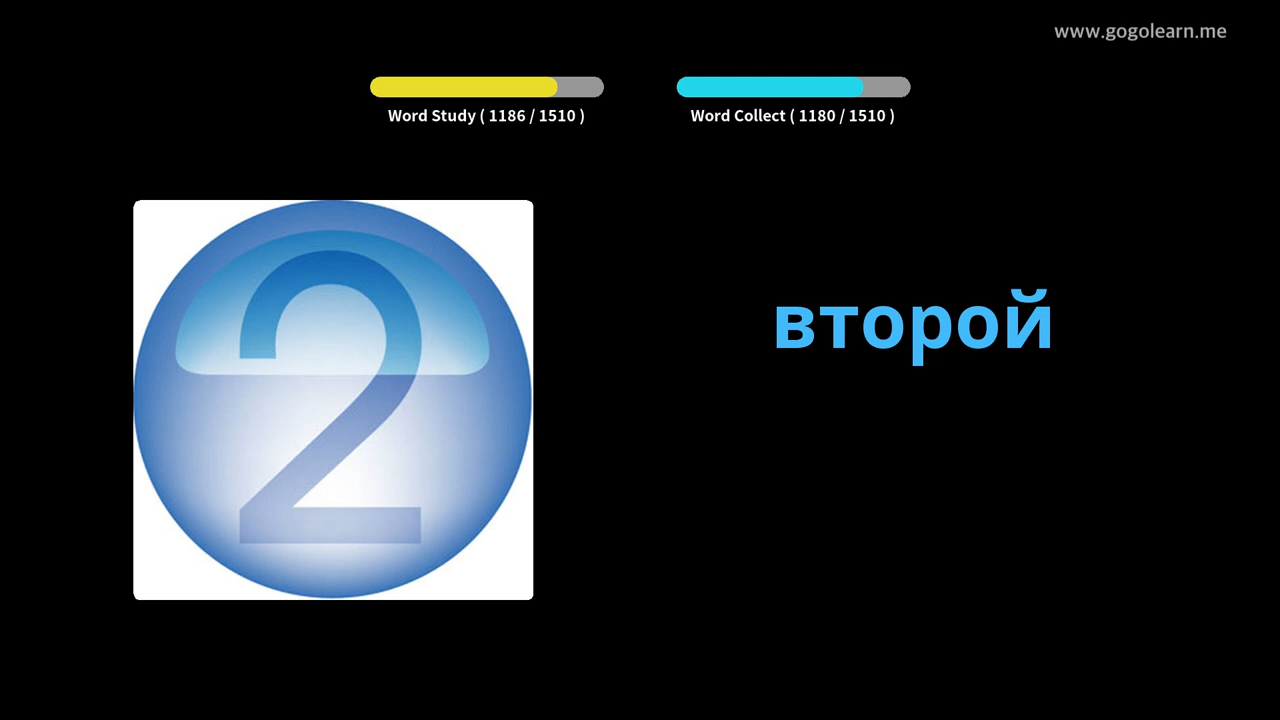 www.gogolearn.me
Word Study ( 1186 / 1510 )
Word Collect ( 1180 / 1510 )
2
второй